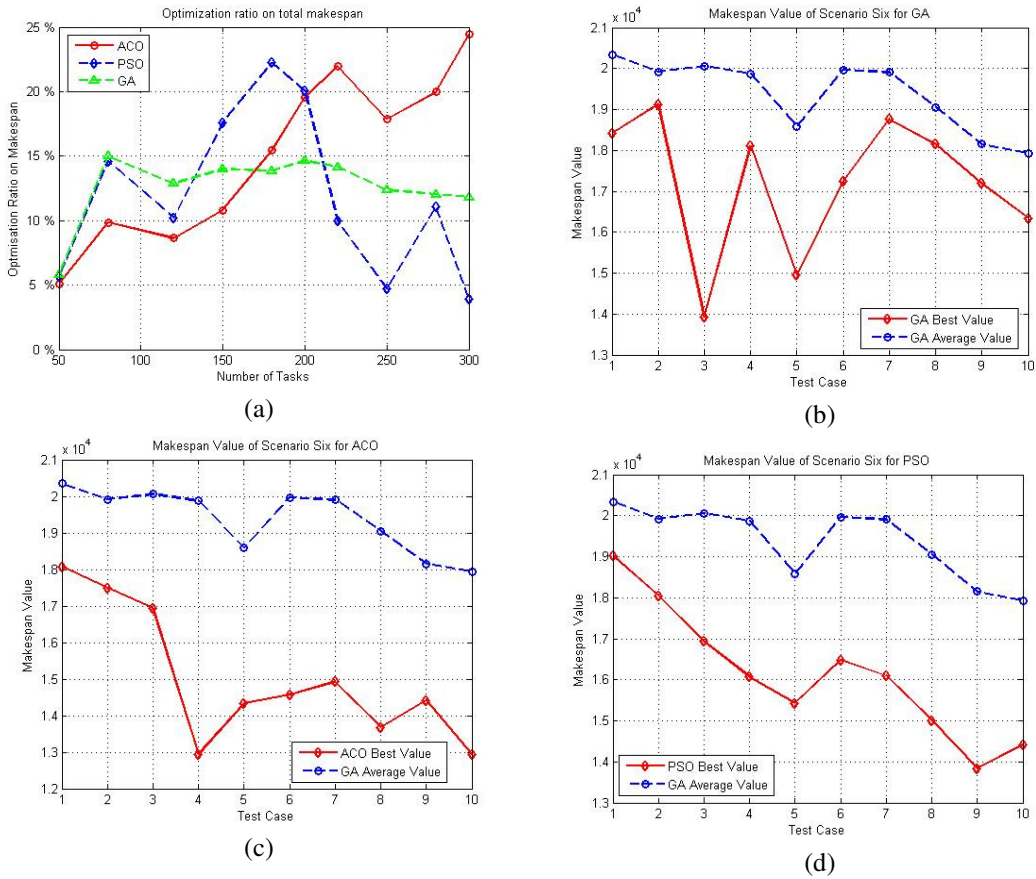 Optimization ratio on total makespan
25 %
20 %
15 %
10 %
5 %
0 %
Optmisation Ratio on Makespan
ACO
PSO
GA
50 100 150 200 250 300
Number of Tasks
(a)
Makespan Value of Scenario Six for GA
x 10^4
2.1
2
1.9
1.8
1.7
1.6
1.5
1.4
1.3
Makespan Value
GA Best Value
GA Average Value
1 2 3 4 5 6 7 8 9 10
Test Case
(b)
Makespan Value of Scenario Six for ACO
x 10^4
2.1
2
1.9
1.8
1.7
1.6
1.5
1.4
1.3
1.2
Makespan Value
ACO Best Value
GA Average Value
1 2 3 4 5 6 7 8 9 10
Test Case
(c)
Makespan Value of Scenario Six for PSO
x 10^4
2.1
2
1.9
1.8
1.7
1.6
1.5
1.4
1.3
Makespan Value
PSO Best Value
GA Average Value
1 2 3 4 5 6 7 8 9 10
Test Case
(d)